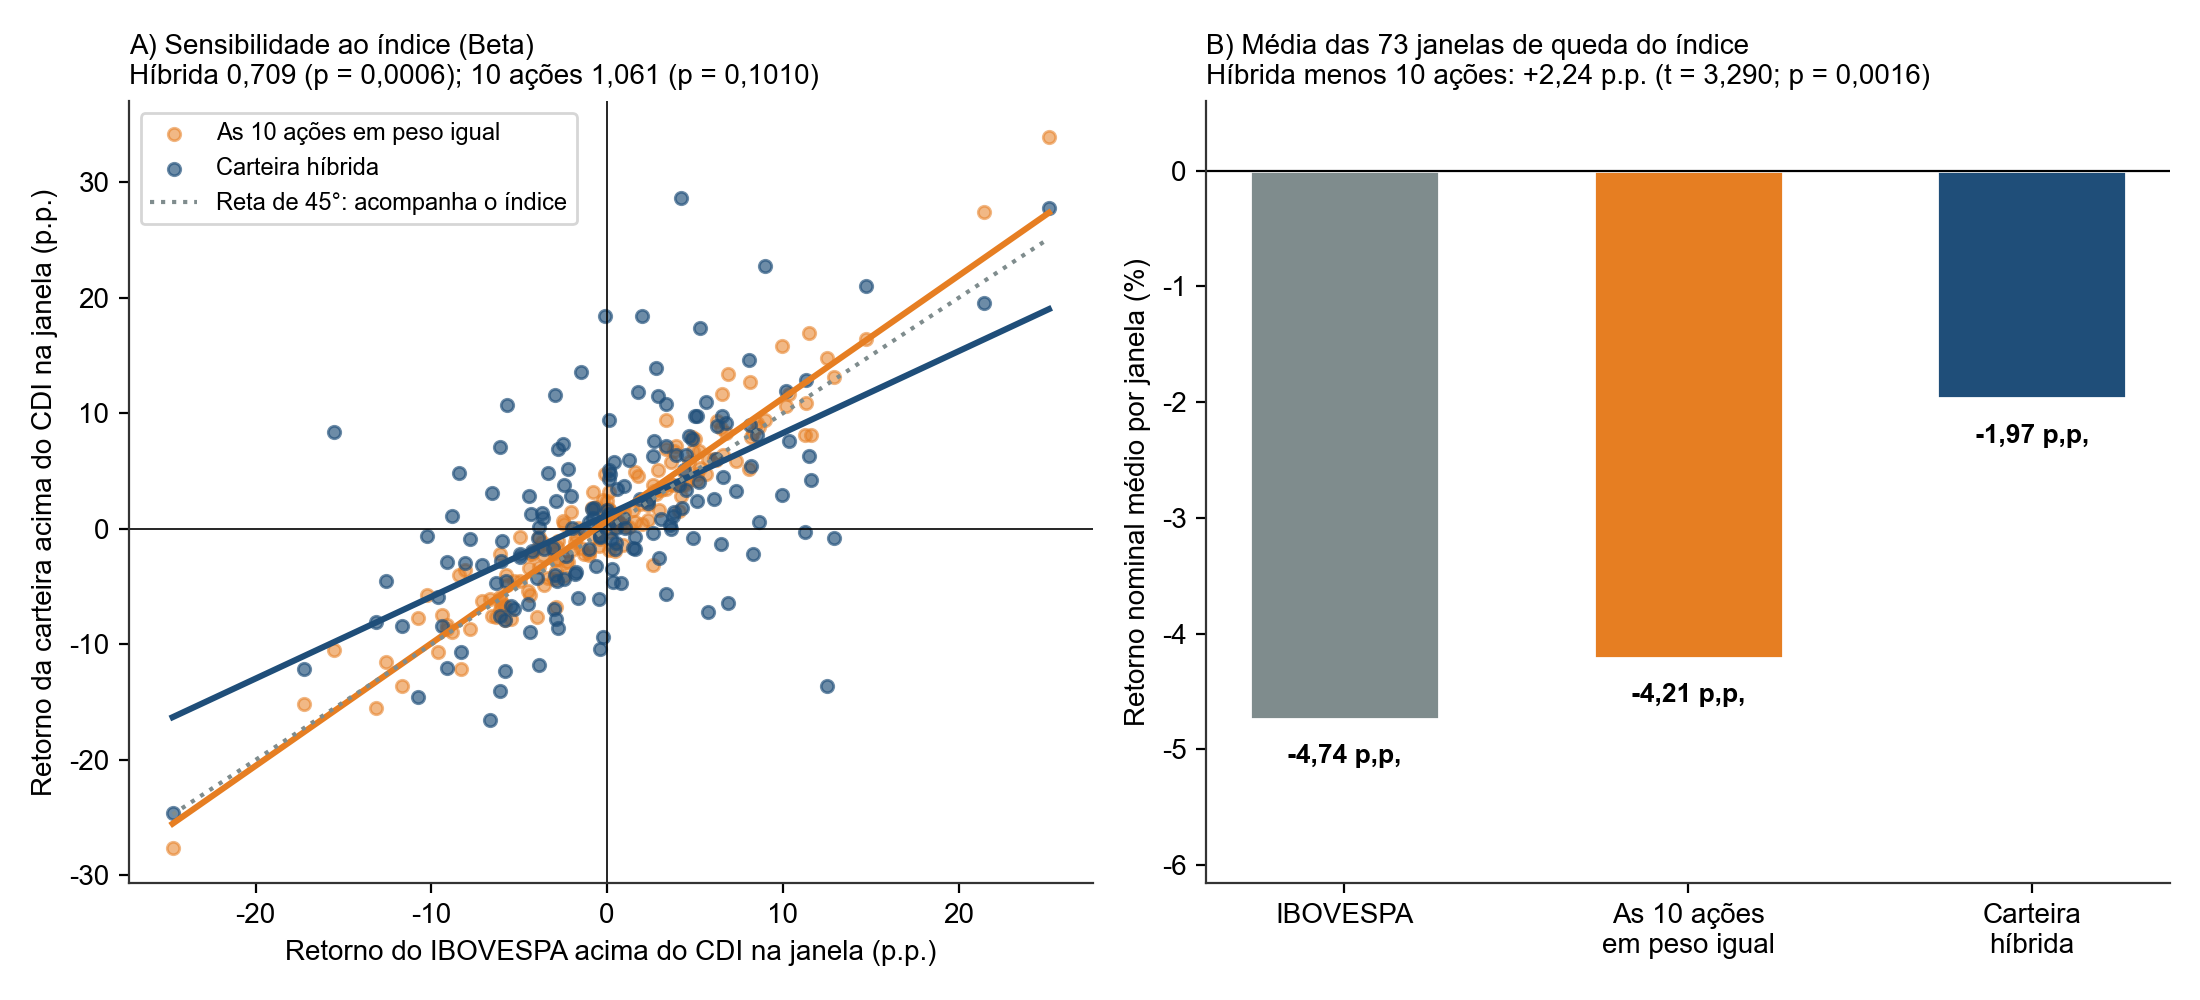 A) Sensibilidade ao índice (Beta)
Híbrida 0,709 (p = 0,0006); 10 ações 1,061 (p = 0,1010)
As 10 ações em peso igual
Carteira híbrida
Reta de 45°: acompanha o índice
Retorno da carteira acima do CDI na janela (p.p.)
30
20
10
0
-10
-20
-30
-20
-10
0
10
20
Retorno do IBOVESPA acima do CDI na janela (p.p.)
B) Média das 73 janelas de queda do índice
Híbrida menos 10 ações: +2,24 p.p. (t = 3,290; p = 0,0016)
Retorno nominal médio por janela (%)
0
-1
-2
-3
-4
-5
-6
-4,74 p,p,
-4,21 p,p,
-1,97 p,p,
IBOVESPA
As 10 ações
em peso igual
Carteira
híbrida